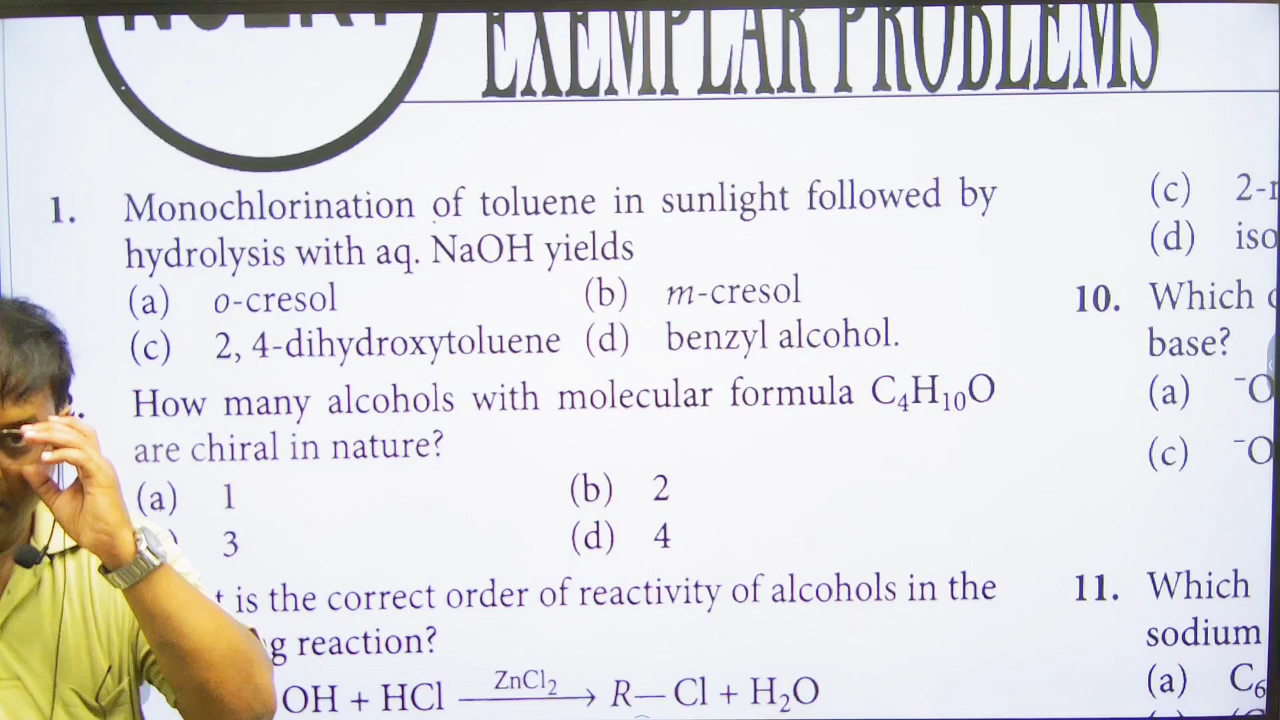 EXEMPLAR PROBLEMS
1. Monochlorination of toluene in sunlight followed by
hydrolysis with aq. NaOH yields
(a) o-cresol (b) m-cresol
(c) 2, 4-dihydroxytoluene (d) benzyl alcohol.
How many alcohols with molecular formula C₄H₁₀O
are chiral in nature?
(a) 1 (b) 2
3 (d) 4
is the correct order of reactivity of alcohols in the
reaction?
OH + HCl ZnCl₂ → R—Cl + H₂O
(c)
(d)
10. Which
base?
(a) ⁻O
(c) ⁻O
11. Which
sodium
(a) C₆